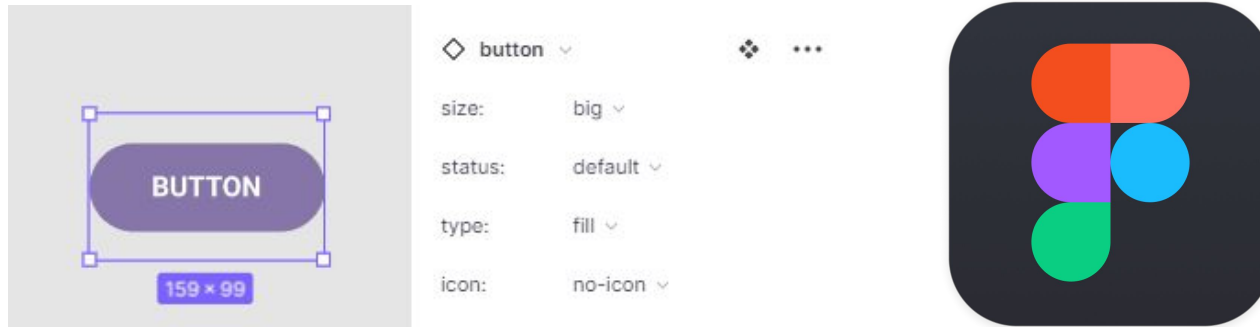 BUTTON
159 × 99
button
size: big
status: default
type: fill
icon: no-icon